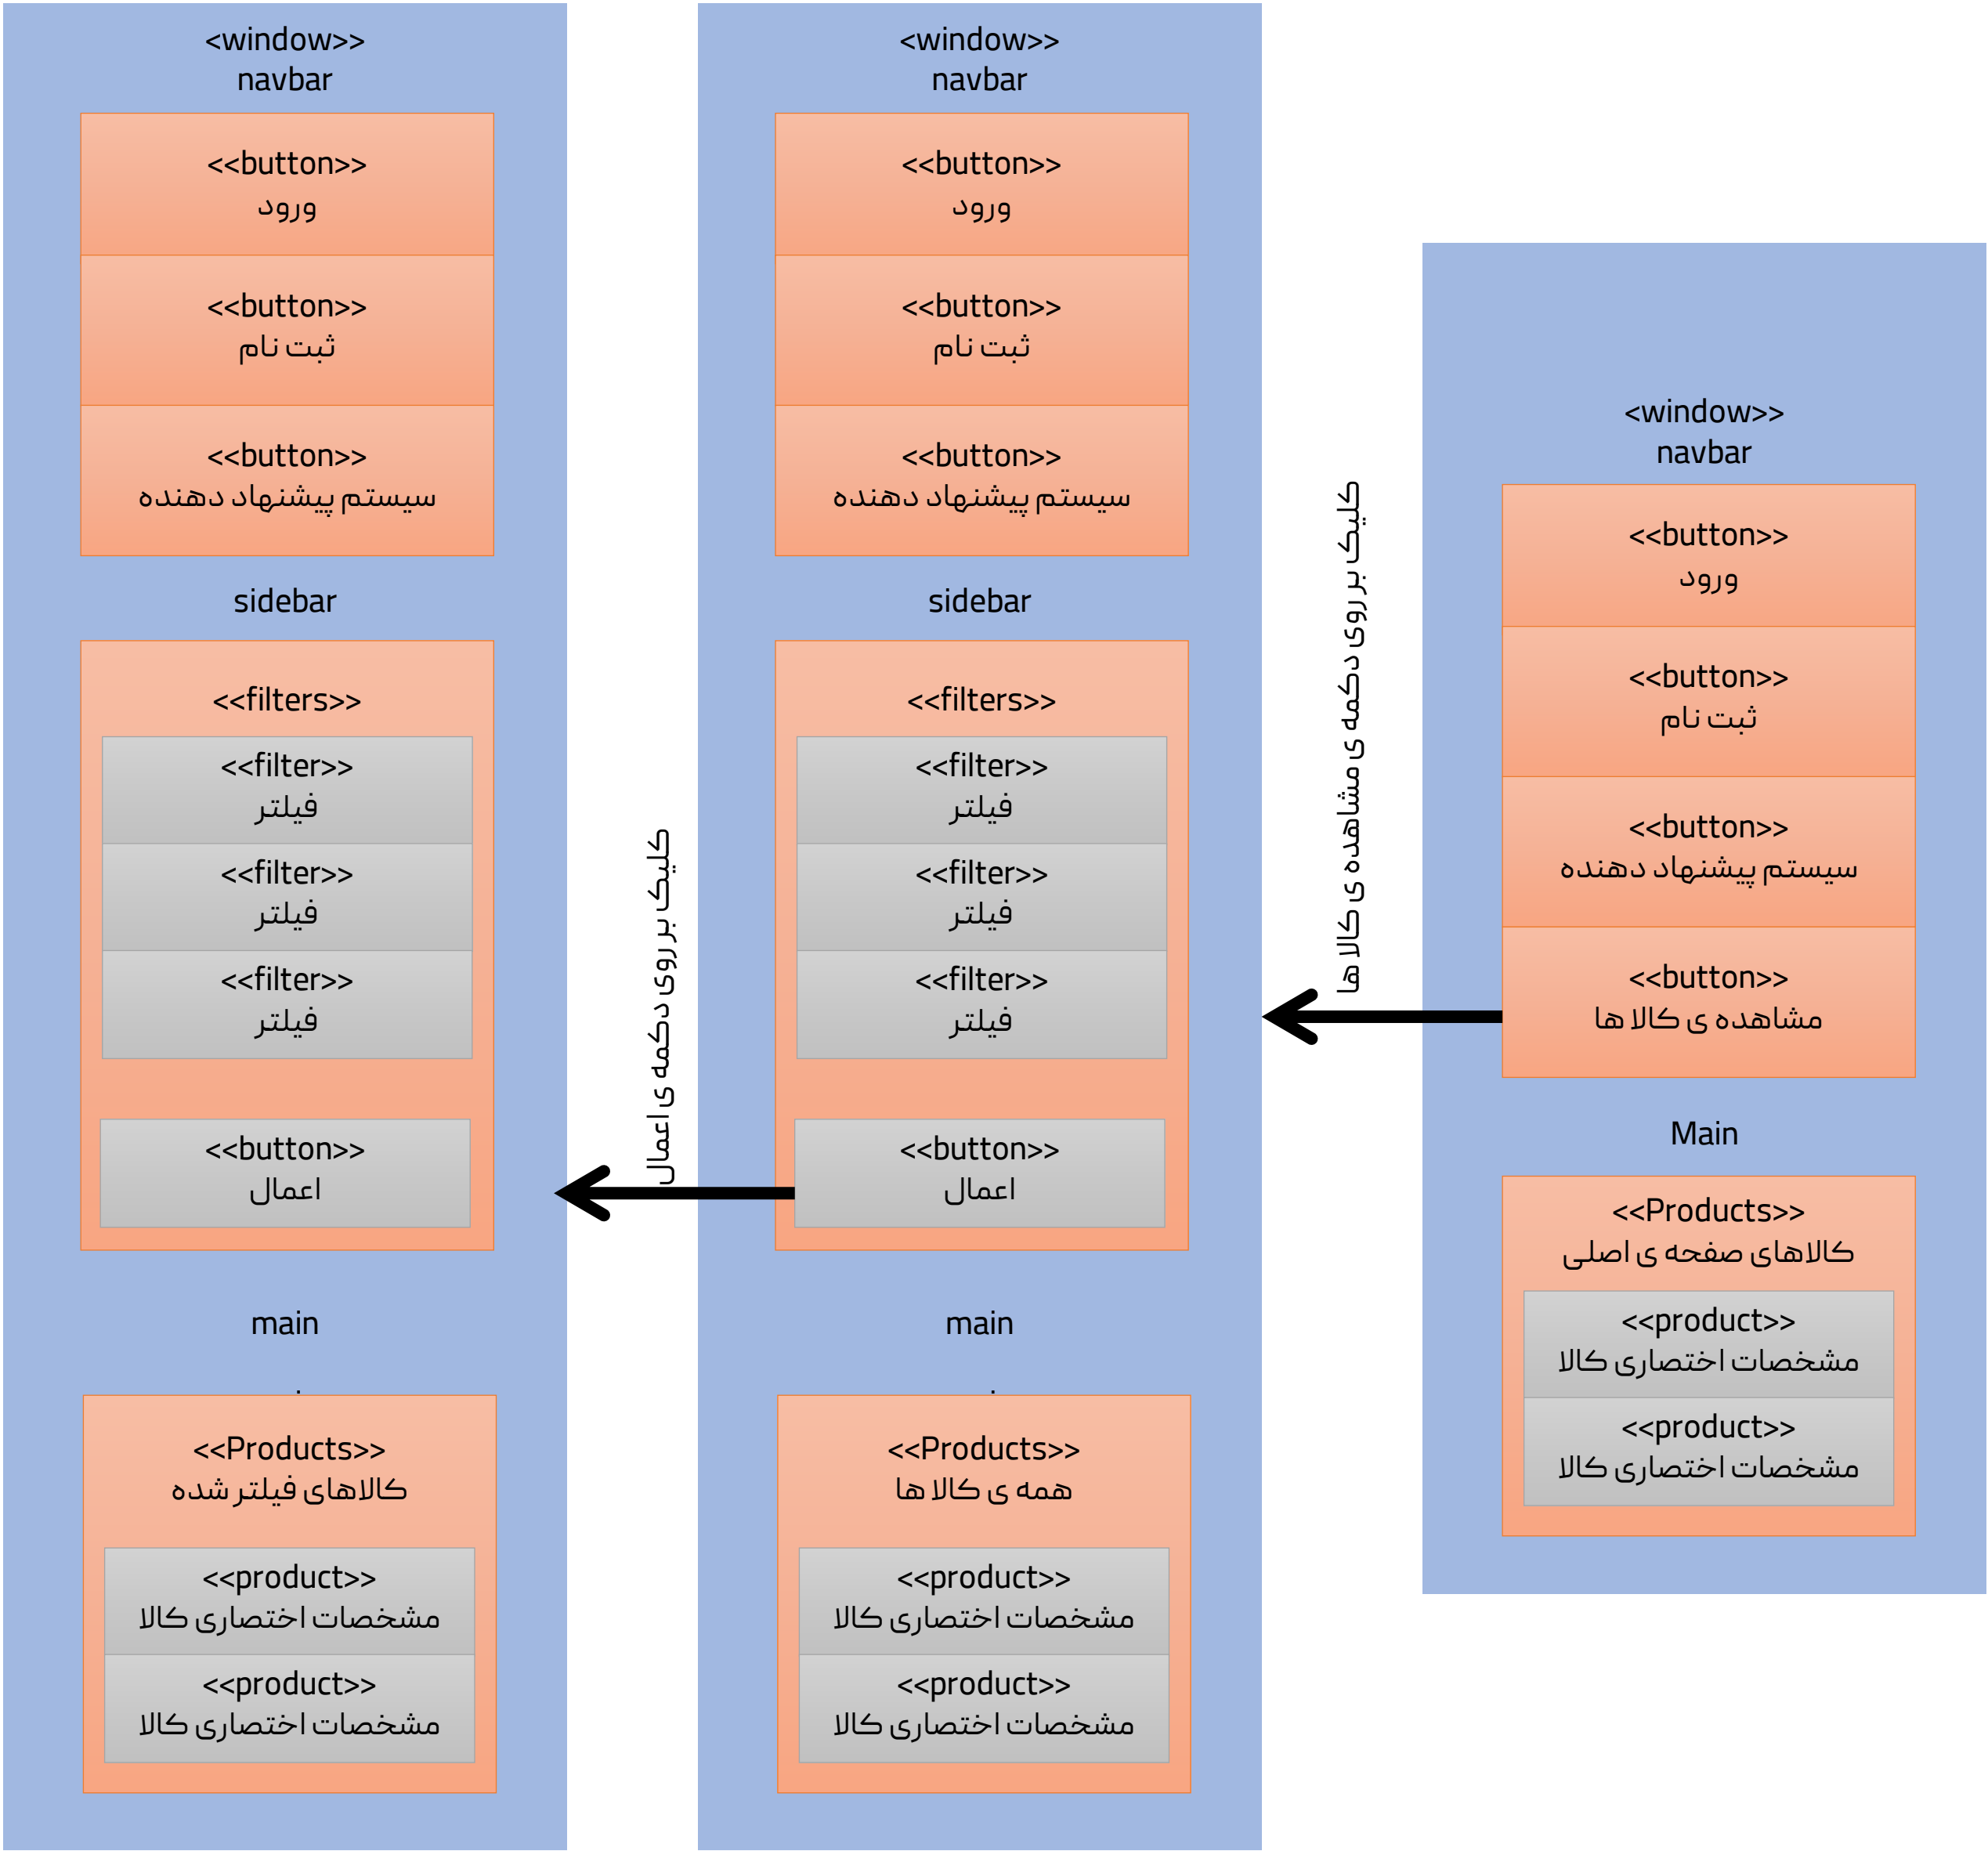 <window>>
navbar
<<button>>
ورود
<<button>>
ثبت نام
<<button>>
سیستم پیشنهاد دهنده
<<button>>
مشاهده ی کالا ها
Main
<<Products>>
کالاهای صفحه ی اصلی
<<product>>
مشخصات اختصاری کالا
<<product>>
مشخصات اختصاری کالا
کلیک بر روی دکمه ی مشاهده ی کالا ها
<window>>
navbar
<<button>>
ورود
<<button>>
ثبت نام
<<button>>
سیستم پیشنهاد دهنده
sidebar
<<filters>>
<<filter>>
فیلتر
<<filter>>
فیلتر
<<filter>>
فیلتر
<<button>>
اعمال
main
<<Products>>
همه ی کالا ها
<<product>>
مشخصات اختصاری کالا
<<product>>
مشخصات اختصاری کالا
کلیک بر روی دکمه ی اعمال
<window>>
navbar
<<button>>
ورود
<<button>>
ثبت نام
<<button>>
سیستم پیشنهاد دهنده
sidebar
<<filters>>
<<filter>>
فیلتر
<<filter>>
فیلتر
<<filter>>
فیلتر
<<button>>
اعمال
main
<<Products>>
کالاهای فیلتر شده
<<product>>
مشخصات اختصاری کالا
<<product>>
مشخصات اختصاری کالا